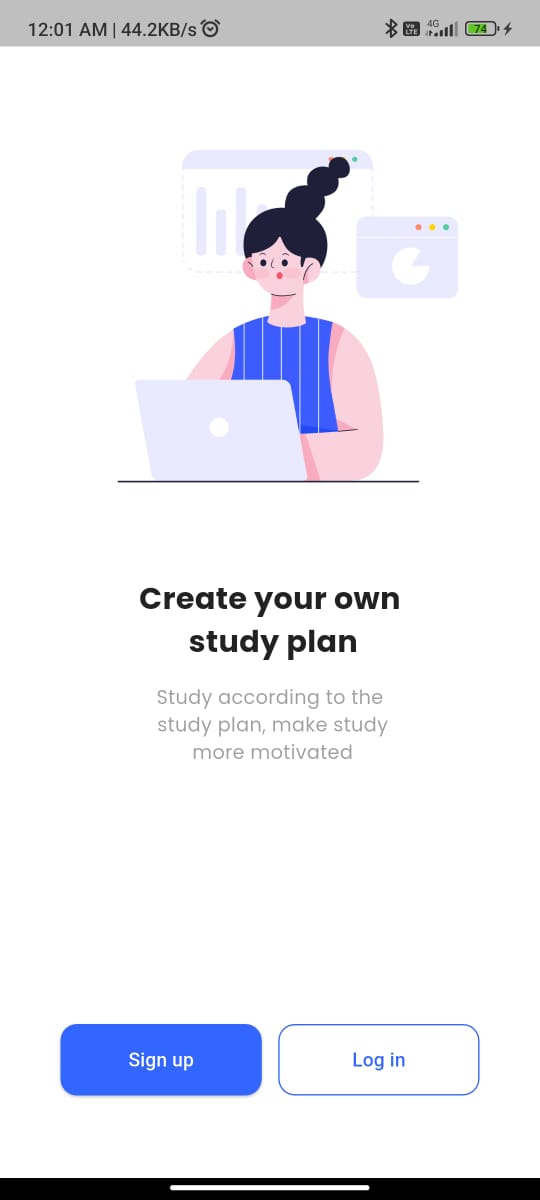 12:01 AM | 44.2KB/s
Vo LTE 4G 74
Create your own
study plan
Study according to the
study plan, make study
more motivated
Sign up
Log in